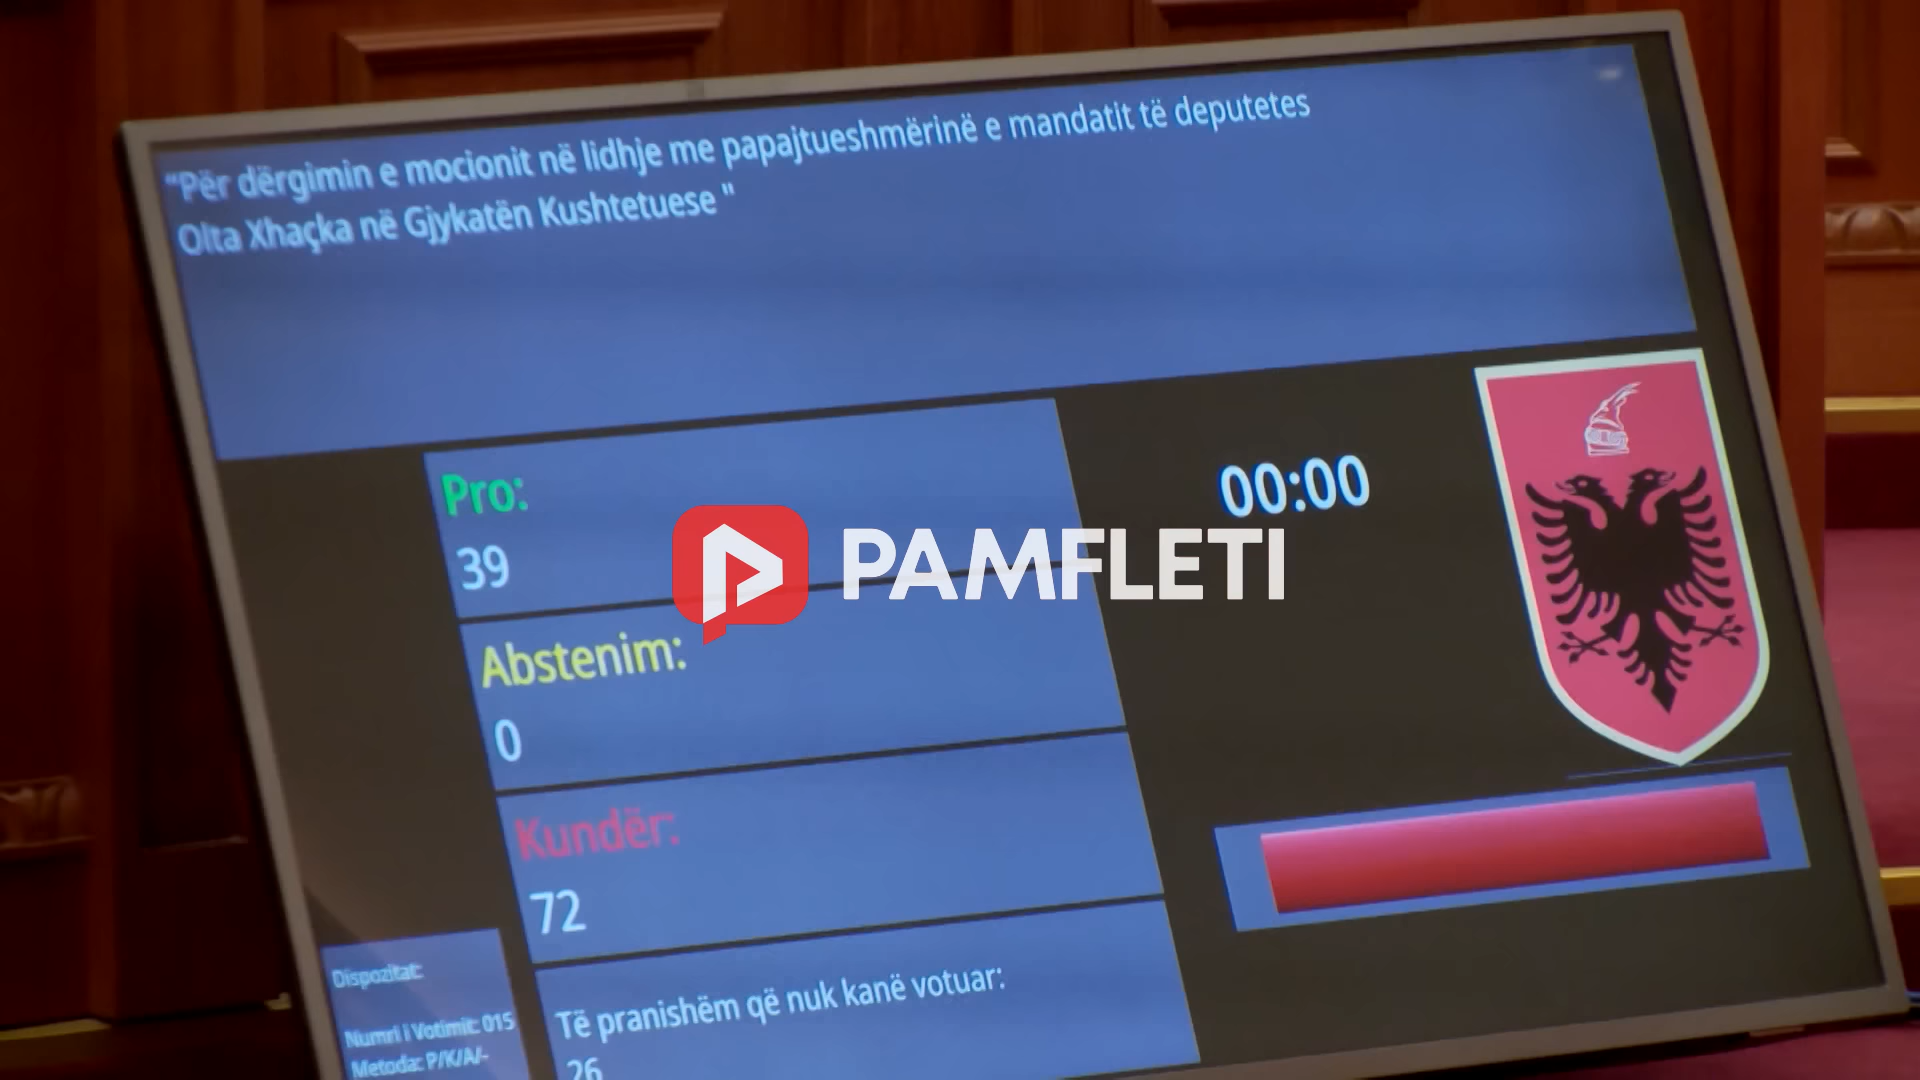 “Për dërgimin e mocionit në lidhje me papajtueshmërinë e mandatit të deputetes
Olta Xhaçka në Gjykatën Kushtetuese "
Pro:
39
00:00
PAMFLETI
Abstenim:
0
Kundër:
72
Dispozitat:
Numri i Votimit: 015
Metoda: P/K/A/-
Të pranishëm që nuk kanë votuar:
26